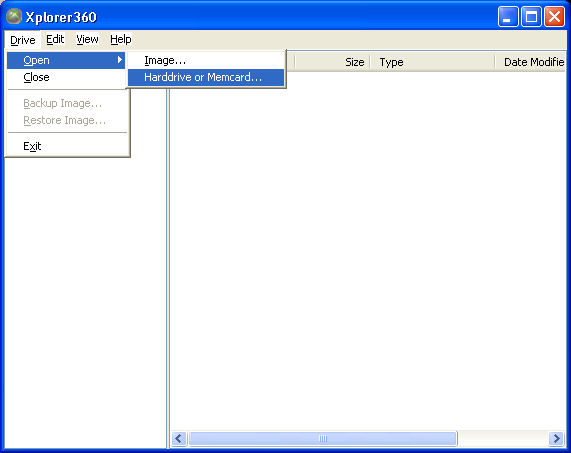 Xplorer360
Drive Edit View Help
Open Image... Size Type Date Modifie
Close Harddrive or Memcard...
Backup Image...
Restore Image...
Exit